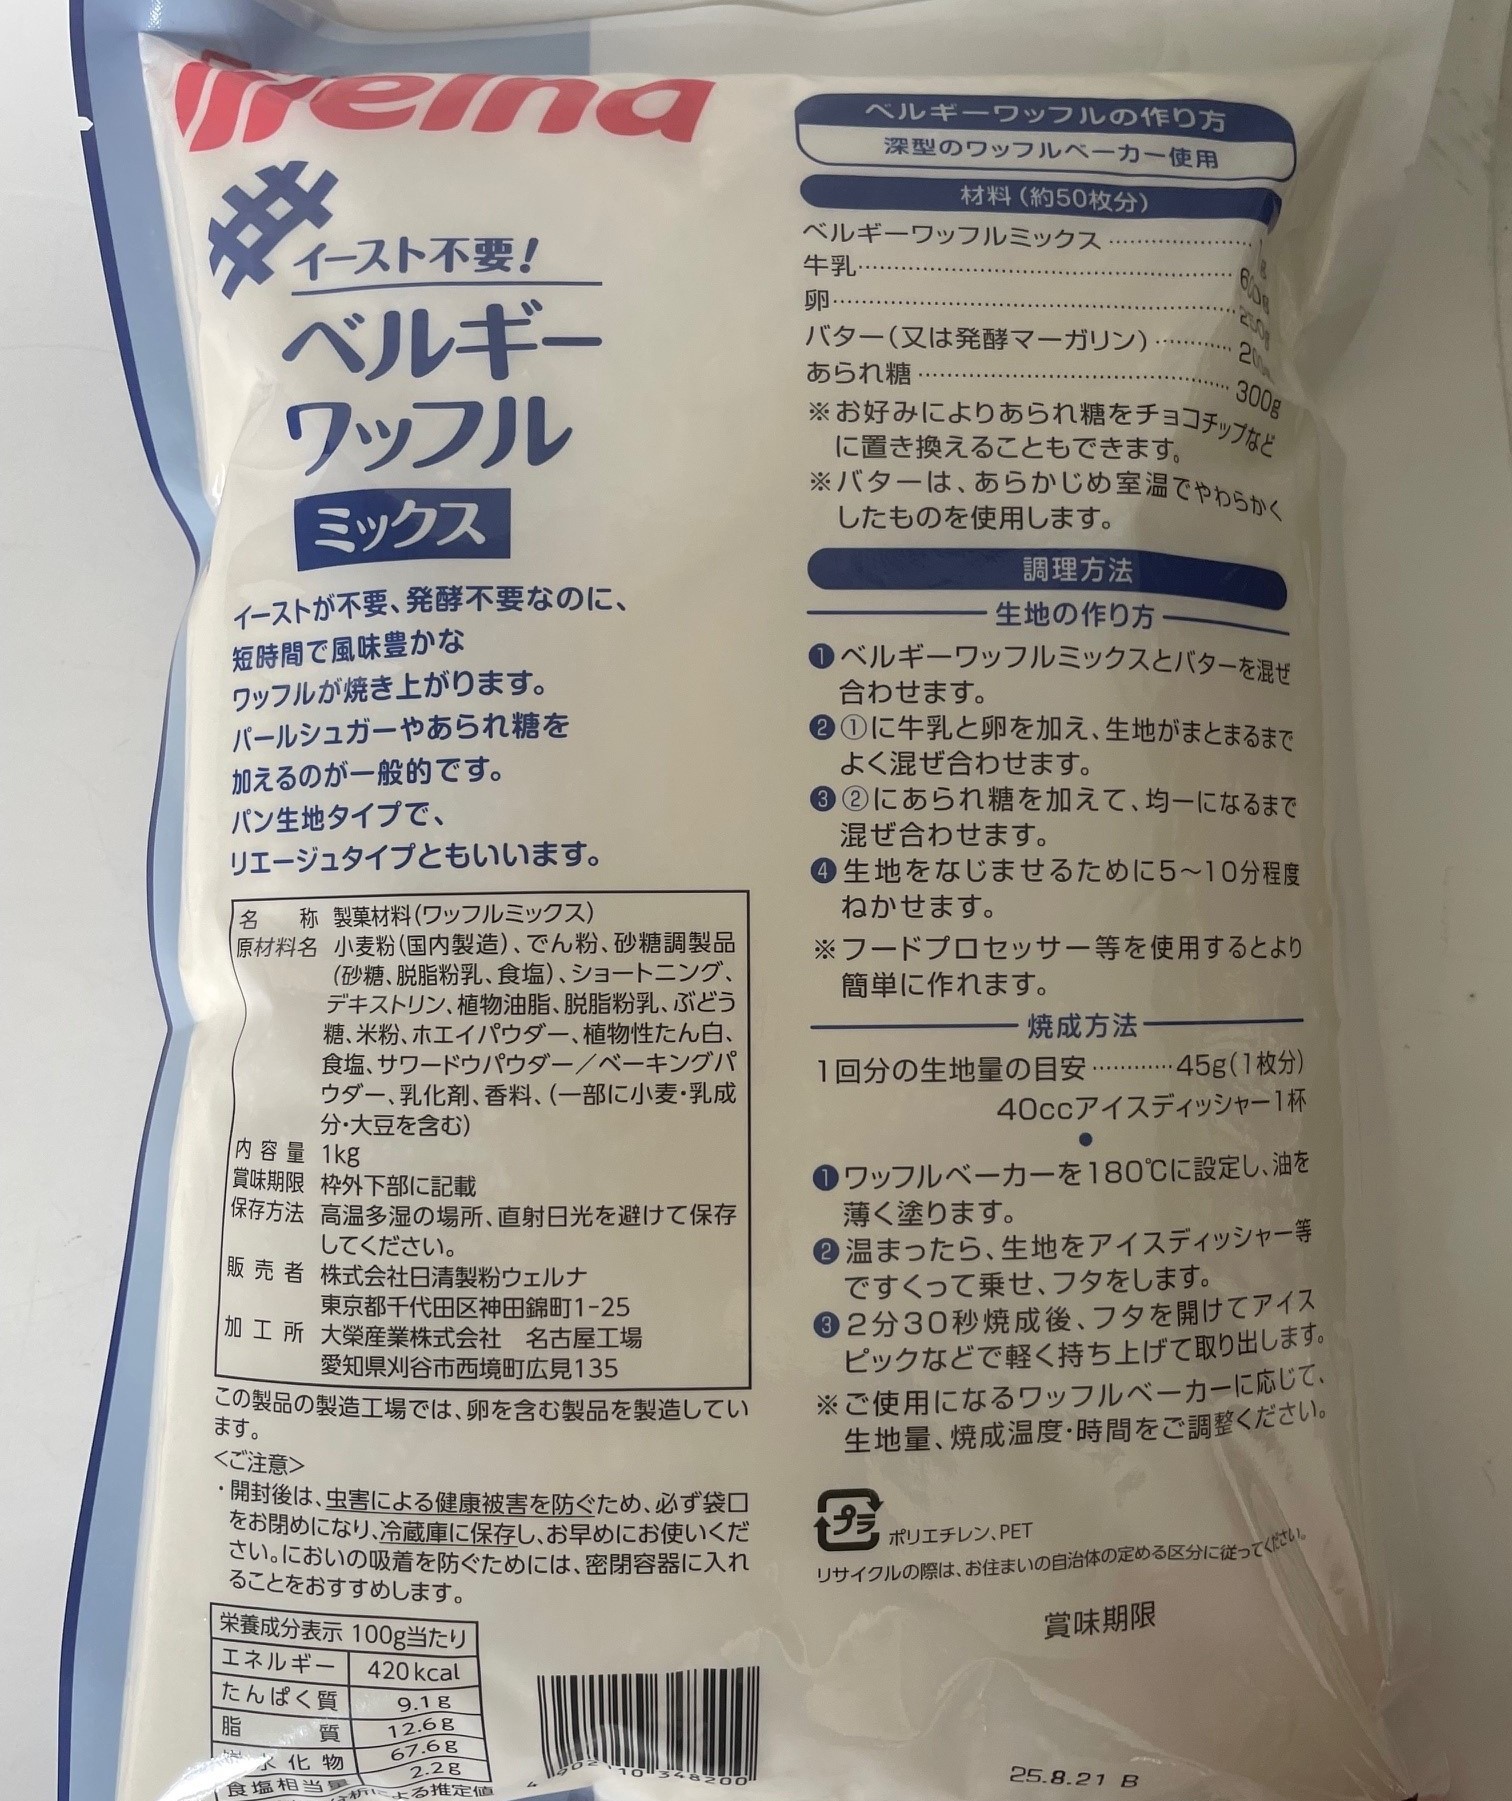 Welna
イースト不要!
ベルギー
ワッフル
ミックス
イーストが不要、発酵不要なのに、
短時間で風味豊かな
ワッフルが焼き上がります。
パールシュガーやあられ糖を
加えるのが一般的です。
パン生地タイプで、
リエージュタイプともいいます。
名 称 製菓材料(ワッフルミックス)
原材料名 小麦粉(国内製造)、でん粉、砂糖調製品
(砂糖、脱脂粉乳、食塩)、ショートニング、
デキストリン、植物油脂、脱脂粉乳、ぶどう
糖、米粉、ホエイパウダー、植物性たん白、
食塩、サワードウパウダー/ベーキングパ
ウダー、乳化剤、香料、(一部に小麦・乳成
分・大豆を含む)
内容量 1kg
賞味期限 枠外下部に記載
保存方法 高温多湿の場所、直射日光を避けて保存
してください。
販売者 株式会社日清製粉ウェルナ
東京都千代田区神田錦町1-25
加工所 大榮産業株式会社 名古屋工場
愛知県刈谷市西境町広見135
この製品の製造工場では、卵を含む製品を製造してい
ます。
<ご注意>
・開封後は、虫害による健康被害を防ぐため、必ず袋口
をお閉めになり、冷蔵庫に保存し、お早めにお使いくだ
さい。においの吸着を防ぐためには、密閉容器に入れ
ることをおすすめします。
栄養成分表示 100g当たり
エネルギー 420kcal
たんぱく質 9.1g
脂質 12.6g
水化物 67.6g
食塩相当量 2.2g
による推定値
4 902110 348200
ベルギーワッフルの作り方
深型のワッフルベーカー使用
材料(約50枚分)
ベルギーワッフルミックス
牛乳
卵
バター(又は発酵マーガリン)
あられ糖 300g
※お好みによりあられ糖をチョコチップなど
に置き換えることもできます。
※バターは、あらかじめ室温でやわらかく
したものを使用します。
調理方法
生地の作り方
❶ベルギーワッフルミックスとバターを混ぜ
合わせます。
❷①に牛乳と卵を加え、生地がまとまるまで
よく混ぜ合わせます。
❸②にあられ糖を加えて、均一になるまで
混ぜ合わせます。
❹生地をなじませるために5〜10分程度
ねかせます。
※フードプロセッサー等を使用するとより
簡単に作れます。
焼成方法
1回分の生地量の目安…………45g(1枚分)
40ccアイスディッシャー1杯
●
❶ワッフルベーカーを180℃に設定し、油を
薄く塗ります。
❷温まったら、生地をアイスディッシャー等
ですくって乗せ、フタをします。
❸2分30秒焼成後、フタを開けてアイス
ピックなどで軽く持ち上げて取り出します。
※ご使用になるワッフルベーカーに応じて、
生地量、焼成温度・時間をご調整ください。
プラ ポリエチレン、PET
リサイクルの際は、お住まいの自治体の定める区分に従ってください。
賞味期限
25.8.21 B